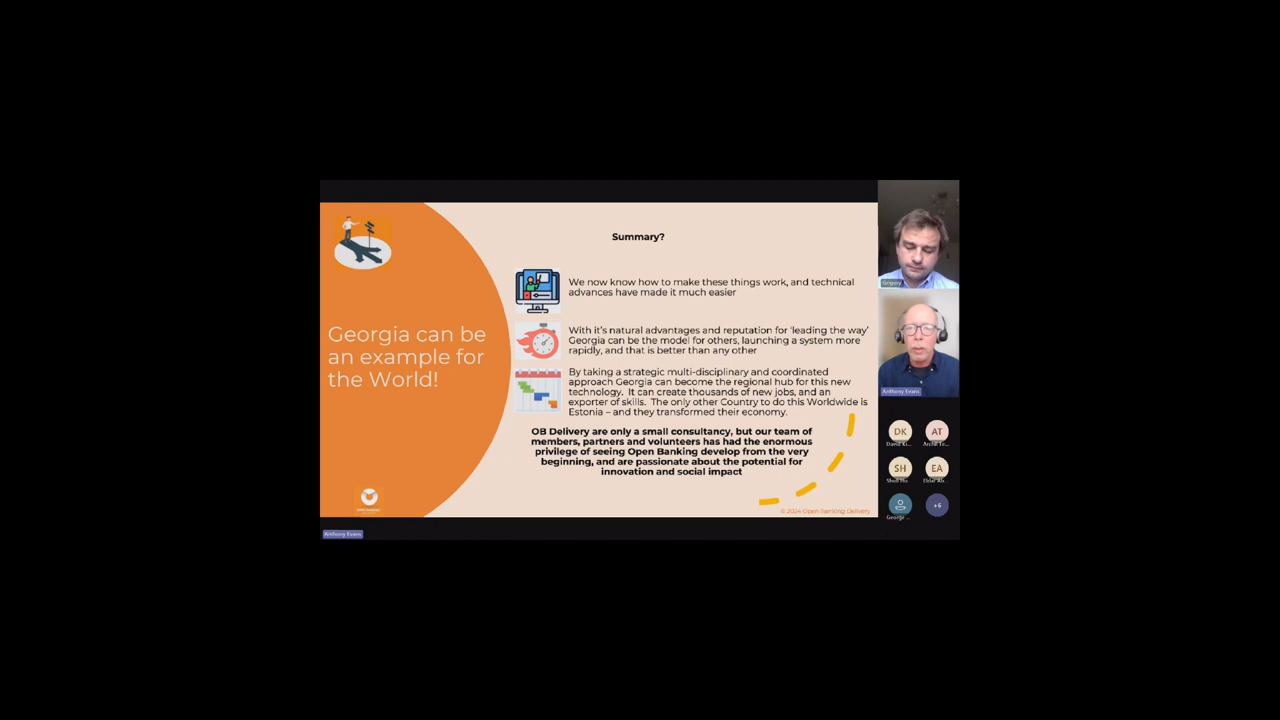 Summary?
Georgia can be
an example for
the World!
We now know how to make these things work, and technical
advances have made it much easier
With it's natural advantages and reputation for 'leading the way'
Georgia can be the model for others, launching a system more
rapidly, and that is better than any other
By taking a strategic multi-disciplinary and coordinated
approach Georgia can become the regional hub for this new
technology. It can create thousands of new jobs, and an
exporter of skills. The only other Country to do this Worldwide is
Estonia – and they transformed their economy.
OB Delivery are only a small consultancy, but our team of
members, partners and volunteers has had the enormous
privilege of seeing Open Banking develop from the very
beginning, and are passionate about the potential for
innovation and social impact
© 2024 Open Banking Delivery
Anthony Evans
Grigory
Anthony Evans
DK
AT
David Ki...
Archil
SH
EA
Eldar
George ...
+6